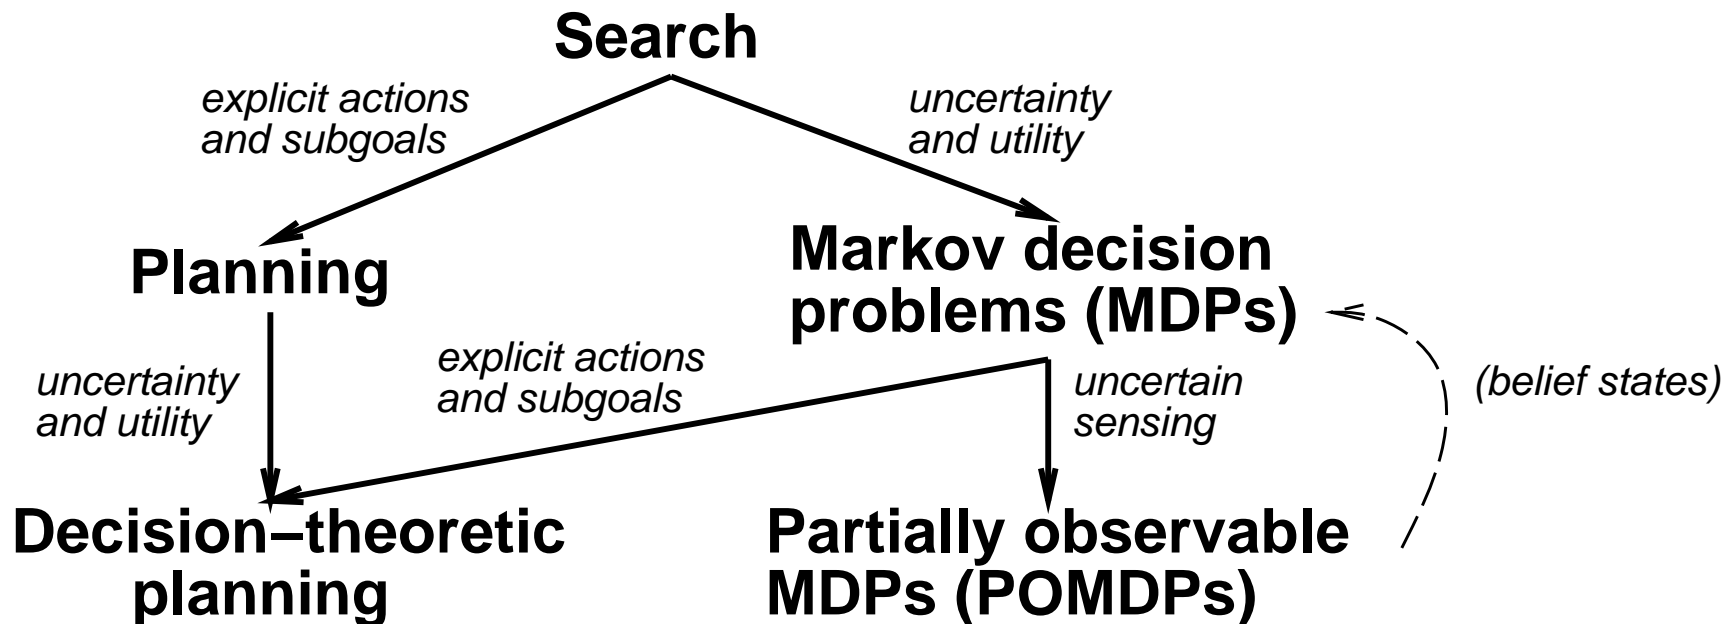 Search
explicit actions
and subgoals
uncertainty
and utility
Planning
Markov decision
problems (MDPs)
uncertainty
and utility
explicit actions
and subgoals
uncertain
sensing
(belief states)
Decision–theoretic
planning
Partially observable
MDPs (POMDPs)